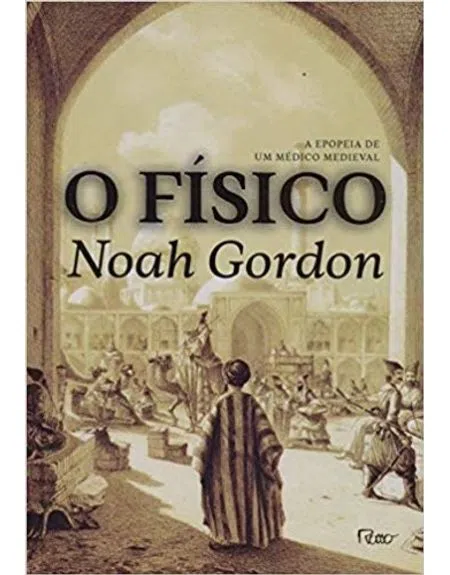 A EPOPEIA DE
UM MÉDICO MEDIEVAL
O FÍSICO
Noah Gordon
Rocco